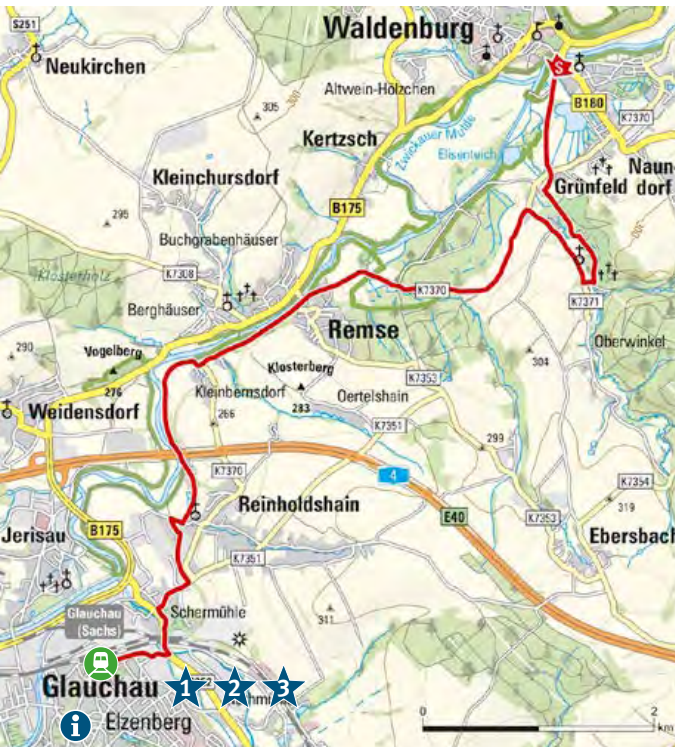 Waldenburg
S251
Neukirchen
Altwein-Hölzchen
B180
305
300
K7370
Kertzsch
Zwickauer Mulde
Elisenteich
S
Kleinchursdorf
Grünfeld
Naun-
dorf
B175
295
Buchgrabenhäuser
300
Klosterholz
K7308
K7370
K7371
Berghäuser
Remse
Oberwinkel
290
Vogelberg
276
Klosterberg
283
304
Kleinbernsdorf
K7353
Oertelshain
Weidensdorf
266
K7351
299
K7370
4
K7354
319
Reinholdshain
E40
K7353
Jerisau
B175
Ebersbach
K7351
Glauchau
(Sachs)
Schermühle
311
Glauchau
1
2
3
i
Elzenberg
0
2
km